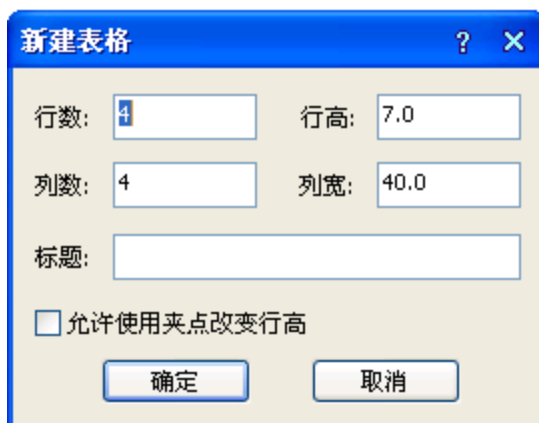 新建表格
行数: 4 行高: 7.0
列数: 4 列宽: 40.0
标题:
允许使用夹点改变行高
确定 取消